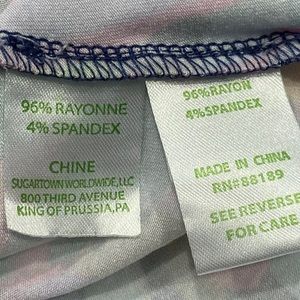 96% RAYONNE
4% SPANDEX
CHINE
SUGARTOWN WORLDWIDE, LLC
800 THIRD AVENUE
KING OF PRUSSIA, PA
96%RAYON
4% SPANDEX
MADE IN CHINA
RN#88189
SEE REVERSE
FOR CARE